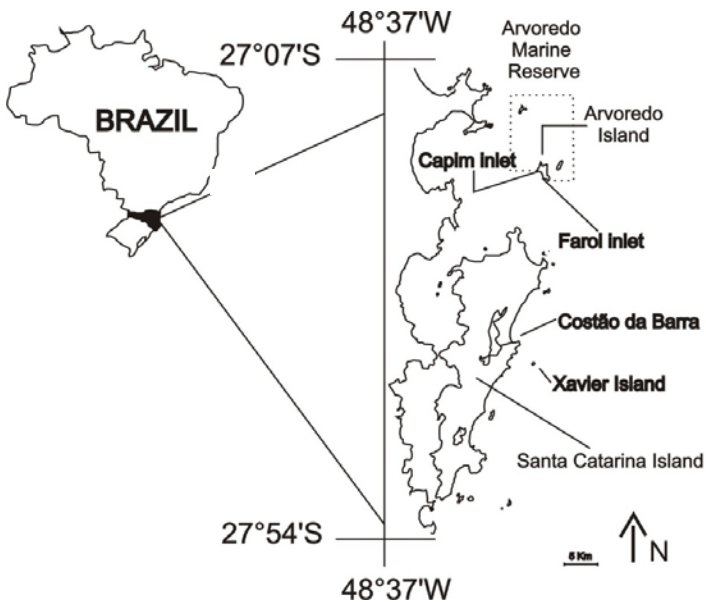 48°37'W
27°07'S
Arvoredo
Marine
Reserve
BRAZIL
Arvoredo
Island
Capim inlet
Farol inlet
Costão da Barra
Xavier Island
Santa Catarina Island
27°54'S
5 Km
N
48°37'W